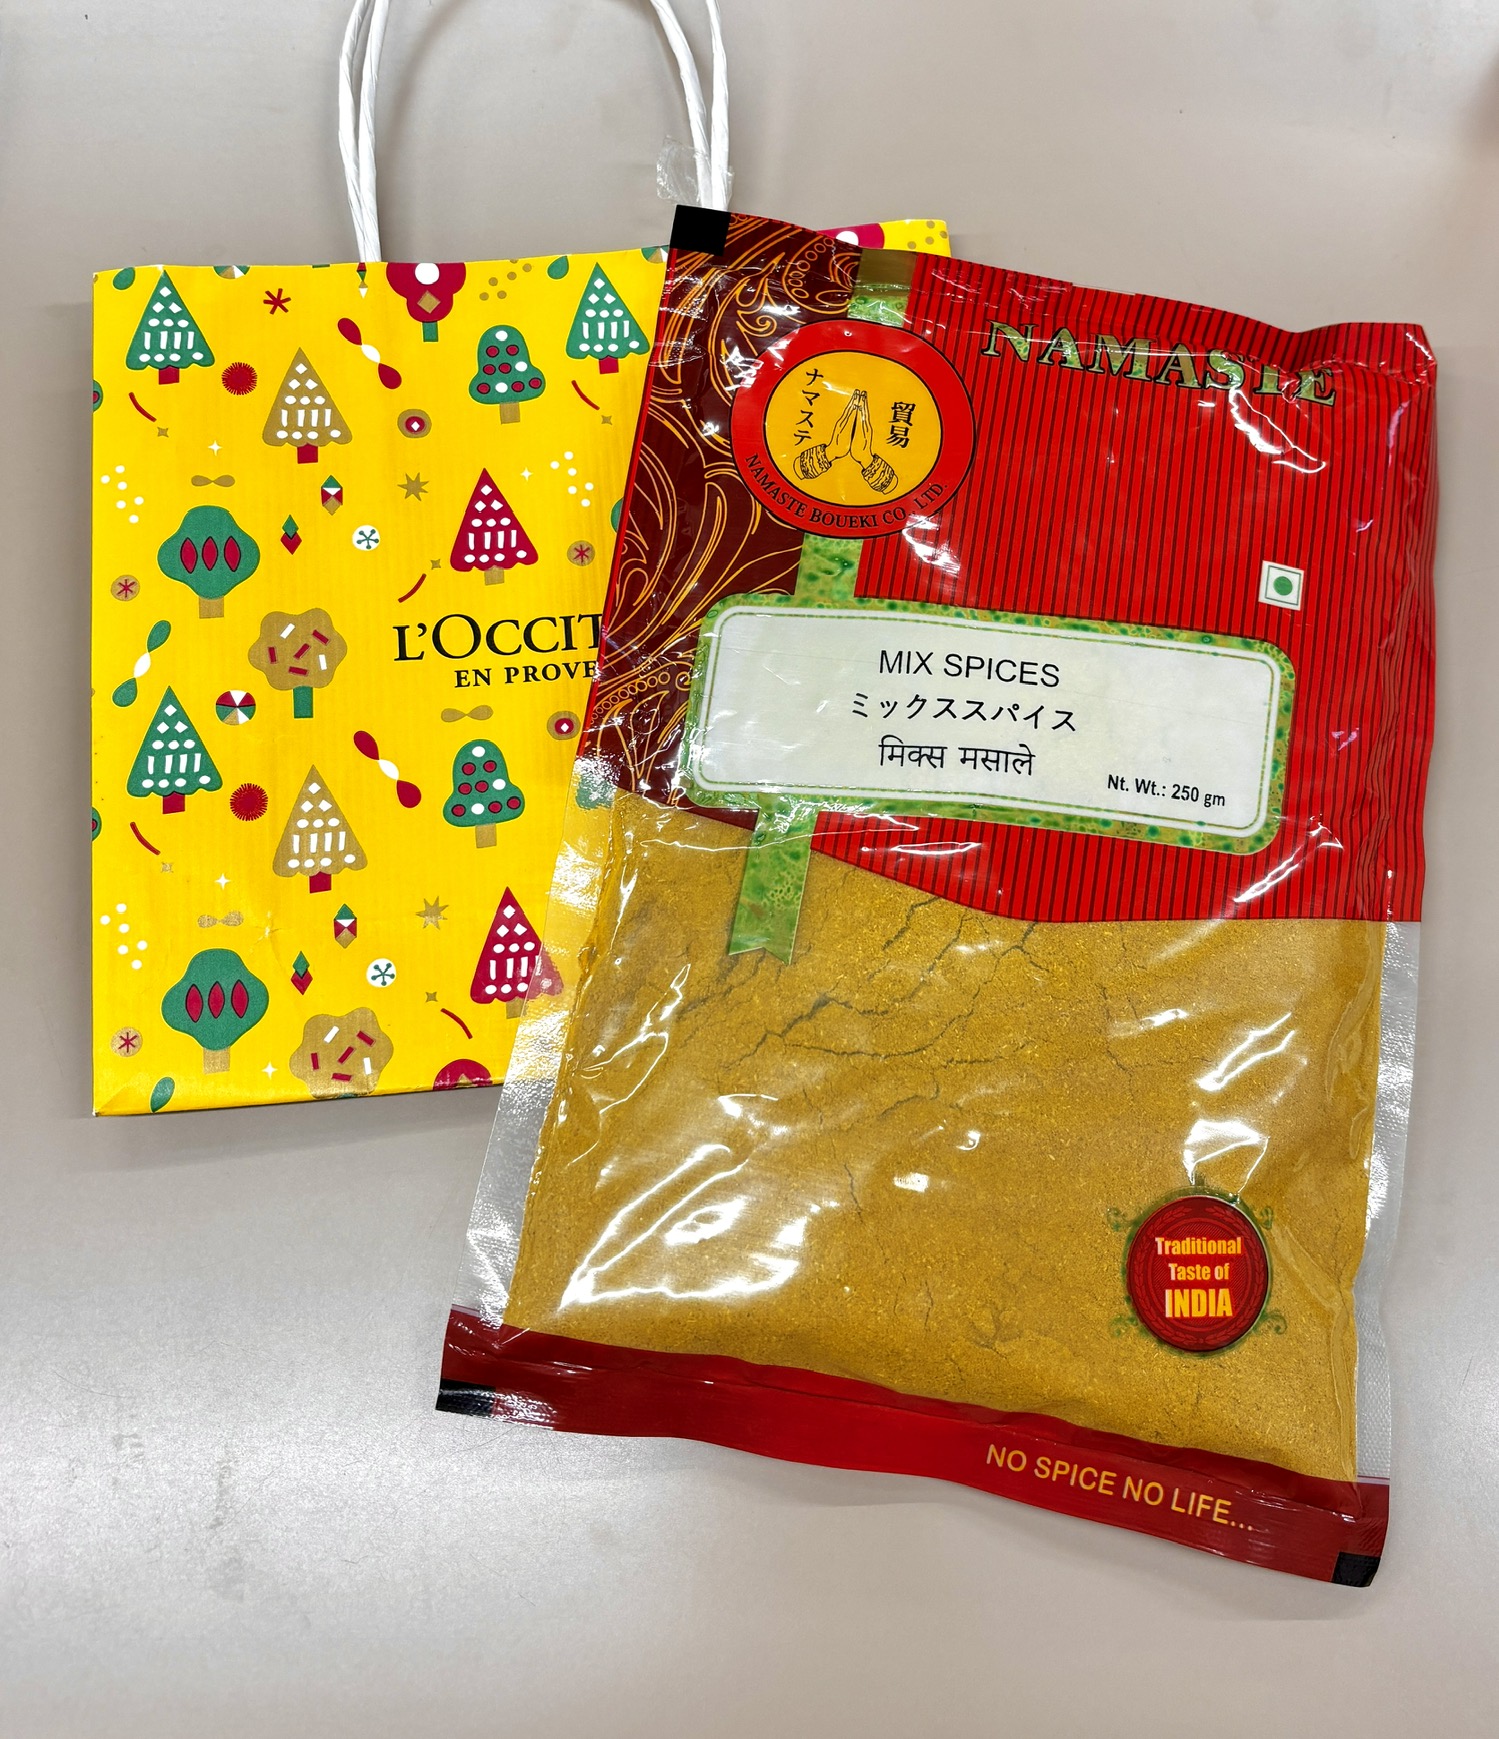 L'OCCIT
EN PROVE
NAMASTE
ナマステ
貿易
NAMASTE BOUEKI CO., LTD.
MIX SPICES
ミックススパイス
मिक्स मसाले
Nt. Wt.: 250 gm
Traditional
Taste of
INDIA
NO SPICE NO LIFE...